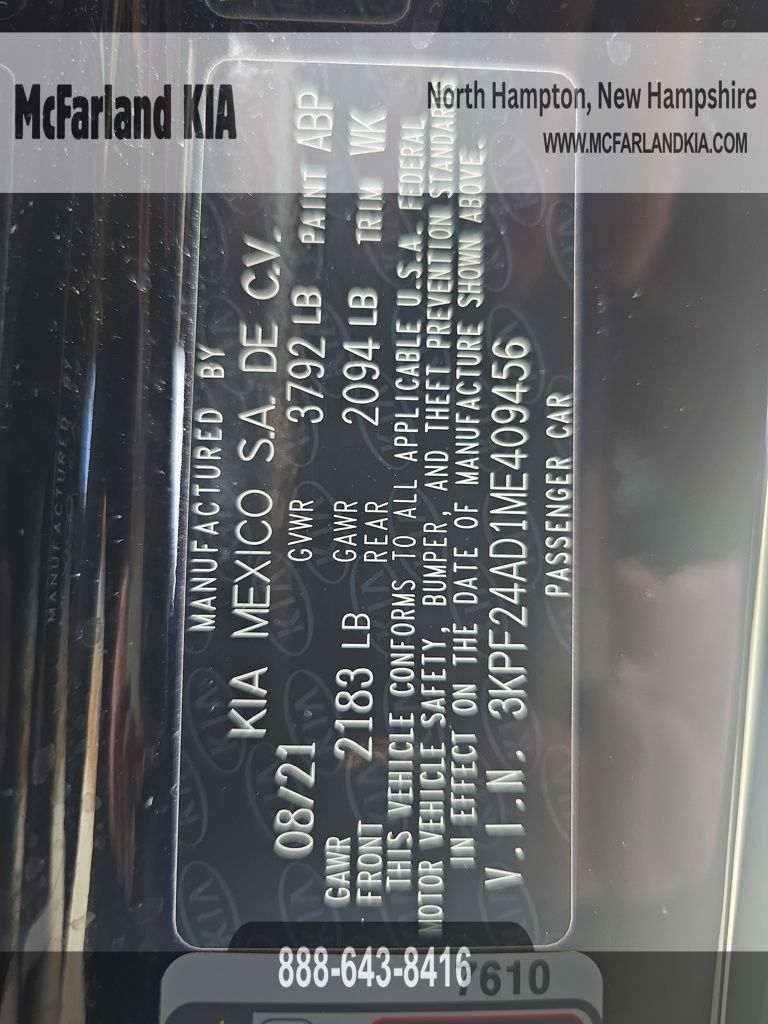 McFarland KIA
North Hampton, New Hampshire
WWW.MCFARLANDKIA.COM
MANUFACTURED BY
KIA MEXICO S.A. DE C.V.
08/21 GVWR 3792 LB PAINT ABP
GAWR FRONT 2183 LB GAWR REAR 2094 LB TRIM WK
THIS VEHICLE CONFORMS TO ALL APPLICABLE U.S.A. FEDERAL
MOTOR VEHICLE SAFETY, BUMPER, AND THEFT PREVENTION STANDARDS
IN EFFECT ON THE DATE OF MANUFACTURE SHOWN ABOVE.
V.I.N. 3KPF24AD1ME409456
PASSENGER CAR
888-643-8416
7610